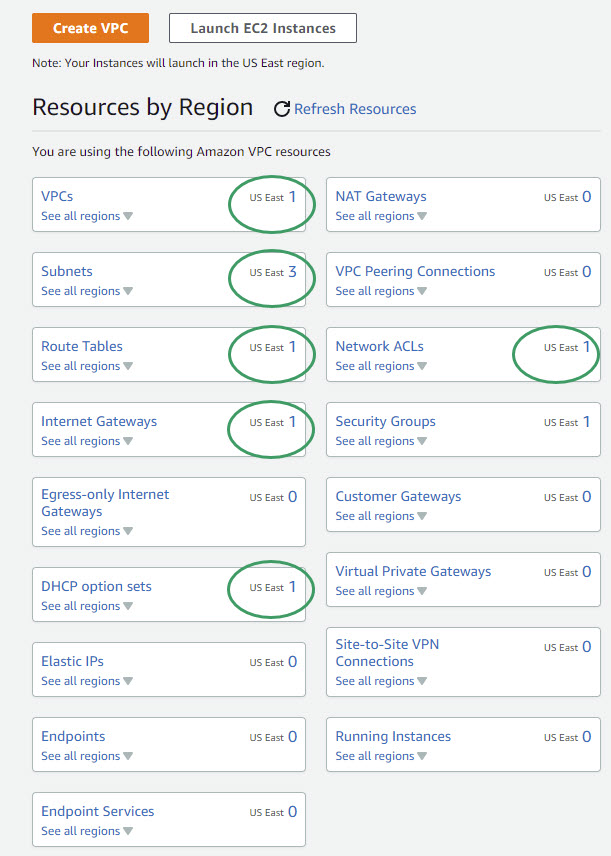 Create VPC
Launch EC2 Instances
Note: Your Instances will launch in the US East region.
Resources by Region
Refresh Resources
You are using the following Amazon VPC resources
VPCs
US East 1
See all regions
NAT Gateways
US East 0
See all regions
Subnets
US East 3
See all regions
VPC Peering Connections
US East 0
See all regions
Route Tables
US East 1
See all regions
Network ACLs
US East 1
See all regions
Internet Gateways
US East 1
See all regions
Security Groups
US East 1
See all regions
Egress-only Internet
Gateways
US East 0
See all regions
Customer Gateways
US East 0
See all regions
DHCP option sets
US East 1
See all regions
Virtual Private Gateways
US East 0
See all regions
Elastic IPs
US East 0
See all regions
Site-to-Site VPN
Connections
US East 0
See all regions
Endpoints
US East 0
See all regions
Running Instances
US East 0
See all regions
Endpoint Services
US East 0
See all regions